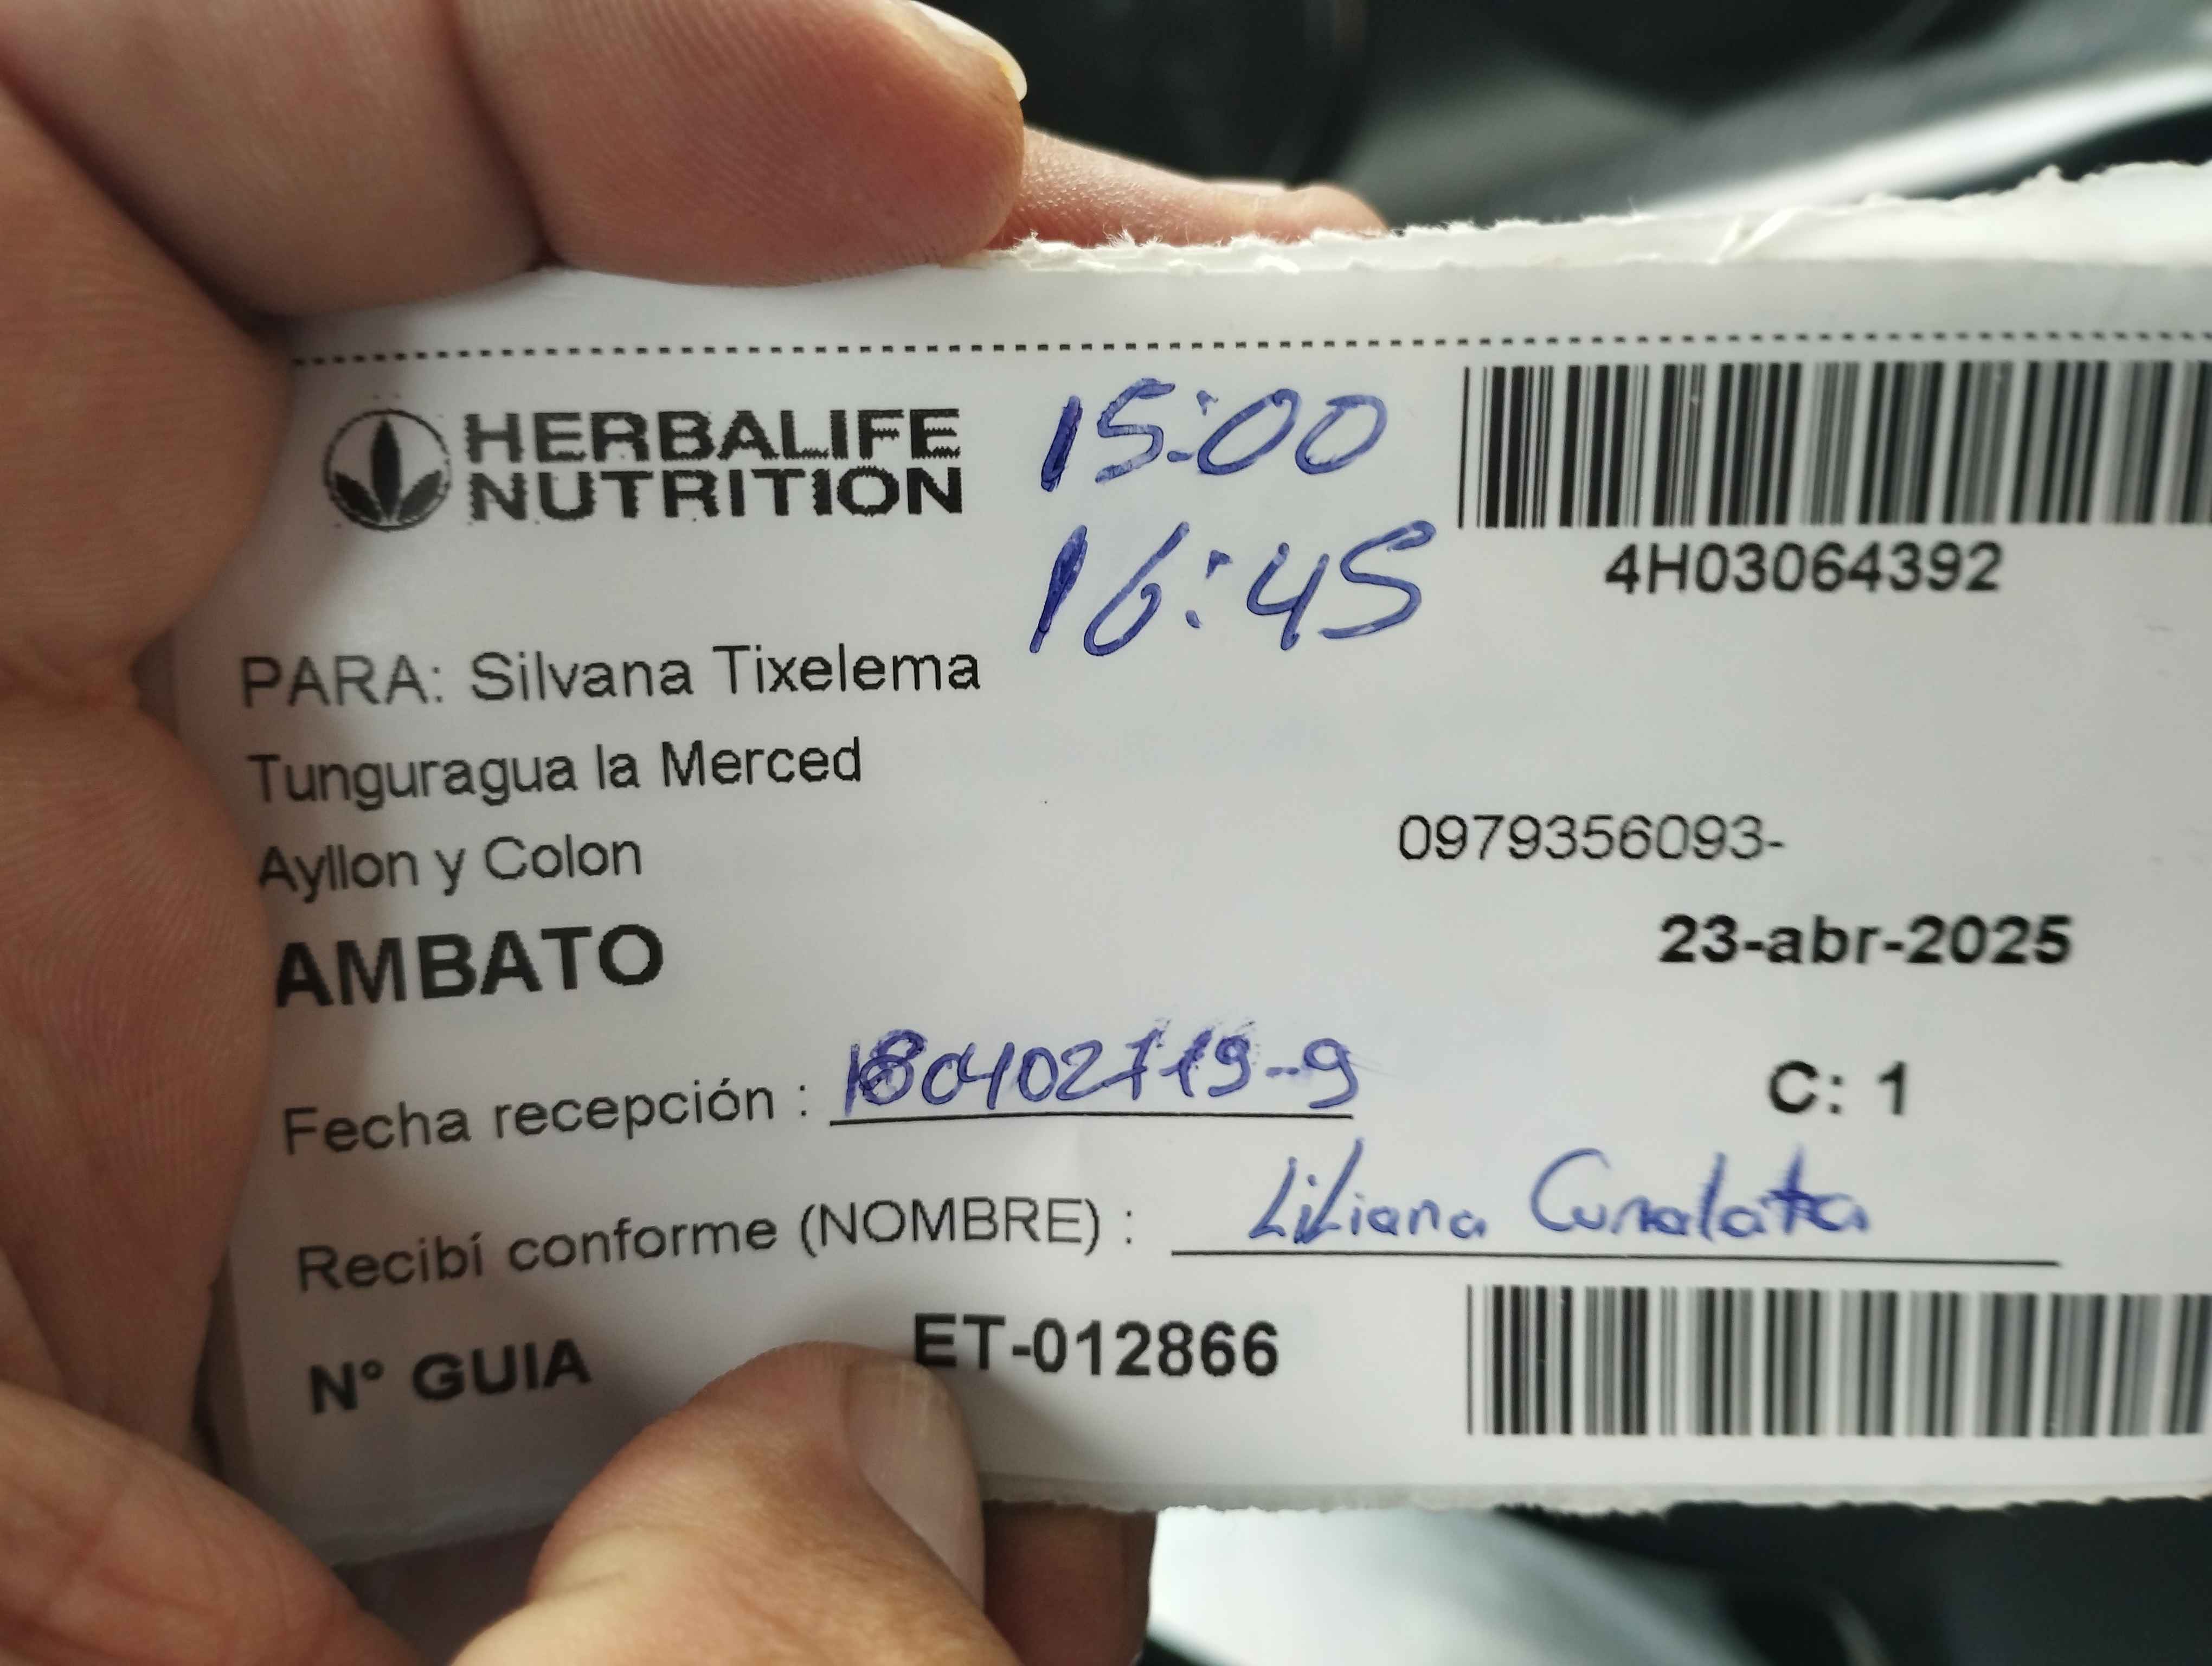 HERBALIFE
NUTRITION
15:00
16:45
4H03064392
PARA: Silvana Tixelema
Tunguragua la Merced
Ayllon y Colon
0979356093-
AMBATO
23-abr-2025
Fecha recepción : 180402719-9
C: 1
Recibí conforme (NOMBRE) : Liliana Cunalata
N° GUIA ET-012866